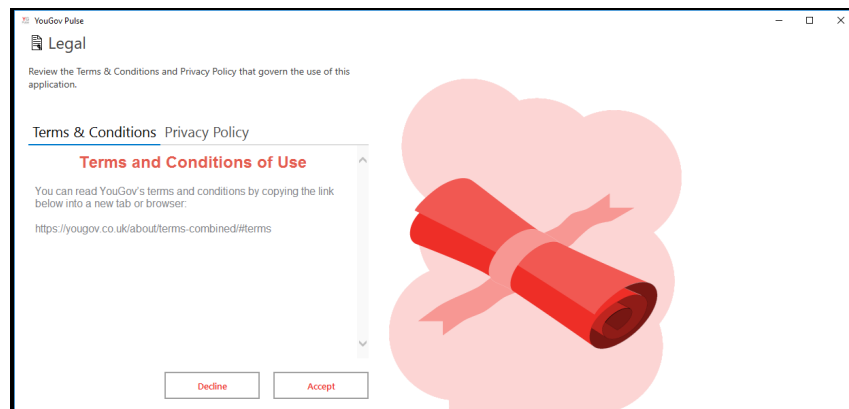 YouGov Pulse
Legal
Review the Terms & Conditions and Privacy Policy that govern the use of this
application.
Terms & Conditions Privacy Policy
Terms and Conditions of Use
You can read YouGov's terms and conditions by copying the link
below into a new tab or browser:
https://yougov.co.uk/about/terms-combined/#terms
Decline Accept